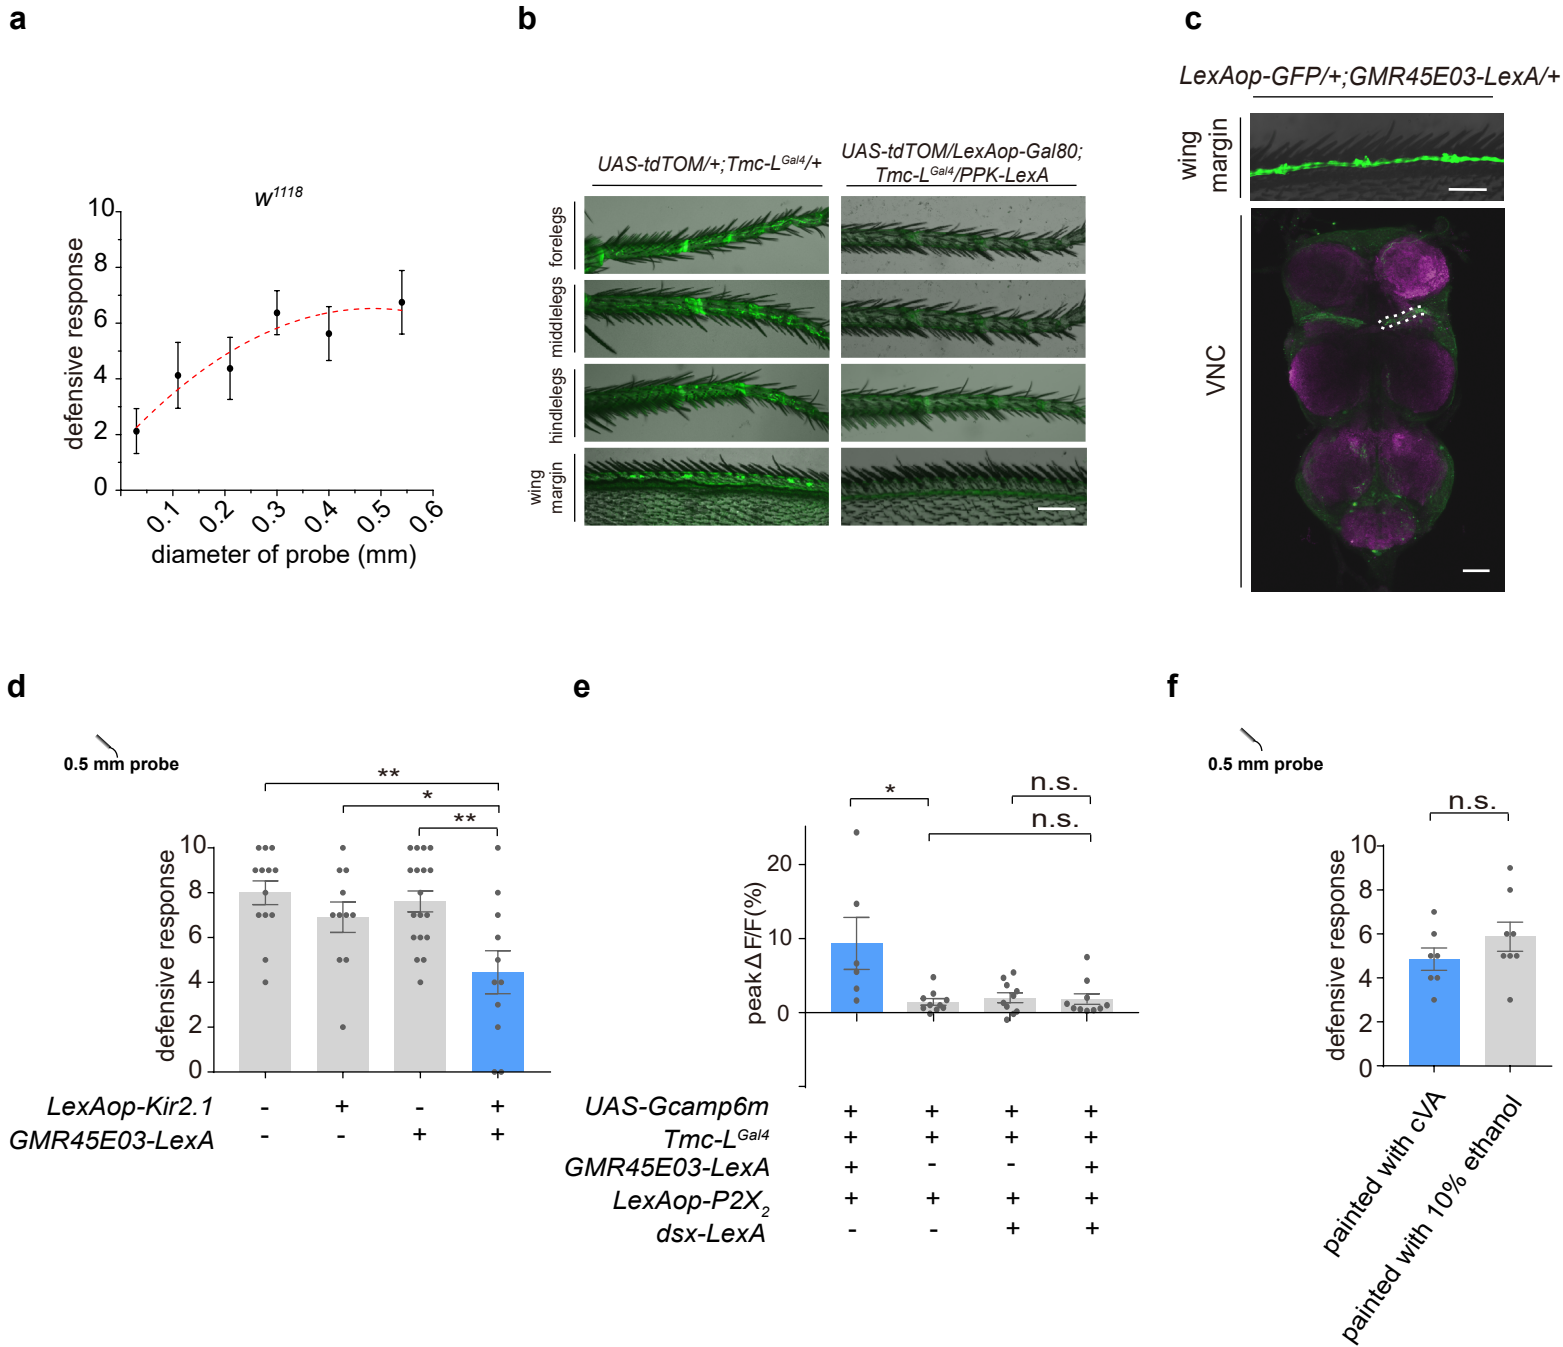 a
w1118
10
8
6
4
2
0
defensive response
0.1
0.2
0.3
0.4
0.5
0.6
diameter of probe (mm)
b
UAS-tdTOM/+;Tmc-LGal4/+
UAS-tdTOM/LexAop-Gal80;
Tmc-LGal4/PPK-LexA
forelegs
middlelegs
hindlelegs
wing
margin
c
LexAop-GFP/+;GMR45E03-LexA/+
wing
margin
VNC
d
0.5 mm probe
**
*
**
10
8
6
4
2
0
defensive response
LexAop-Kir2.1 - + - +
GMR45E03-LexA - - + +
e
*
n.s.
n.s.
20
10
0
peak ΔF/F(%)
UAS-Gcamp6m + + + +
Tmc-LGal4 + + + +
GMR45E03-LexA + - - +
LexAop-P2X2 + + + +
dsx-LexA - - + +
f
0.5 mm probe
n.s.
10
8
6
4
2
0
defensive response
painted with cVA
painted with 10% ethanol